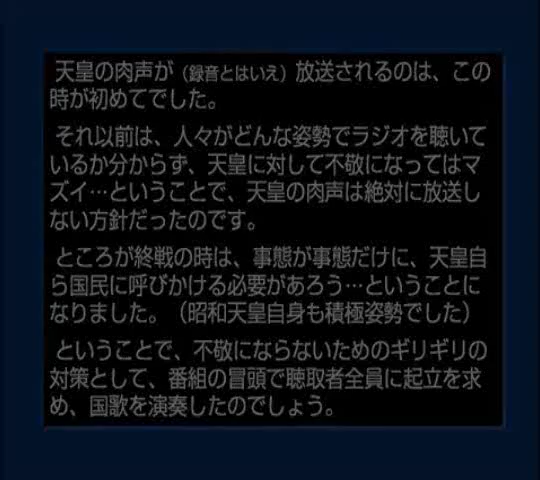 天皇の肉声が（録音とはいえ）放送されるのは、この
時が初めてでした。
それ以前は、人々がどんな姿勢でラジオを聴いて
いるか分からず、天皇に対して不敬になってはマ
ズイ…ということで、天皇の肉声は絶対に放送し
ない方針だったのです。
ところが終戦の時は、事態が事態だけに、天皇自
ら国民に呼びかける必要があろう…ということに
なりました。（昭和天皇自身も積極姿勢でした）
ということで、不敬にならないためのギリギリの
対策として、番組の冒頭で聴取者全員に起立を求
め、国歌を演奏したのでしょう。